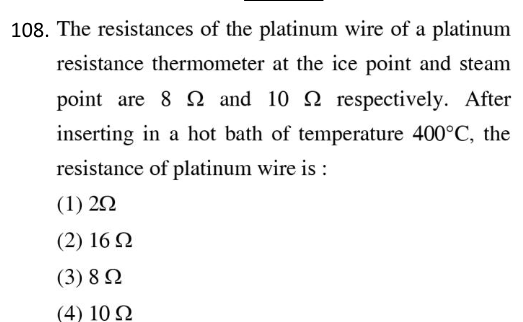 108. The resistances of the platinum wire of a platinum
resistance thermometer at the ice point and steam
point are 8 Ω and 10 Ω respectively. After
inserting in a hot bath of temperature 400°C, the
resistance of platinum wire is :
(1) 2Ω
(2) 16 Ω
(3) 8 Ω
(4) 10 Ω